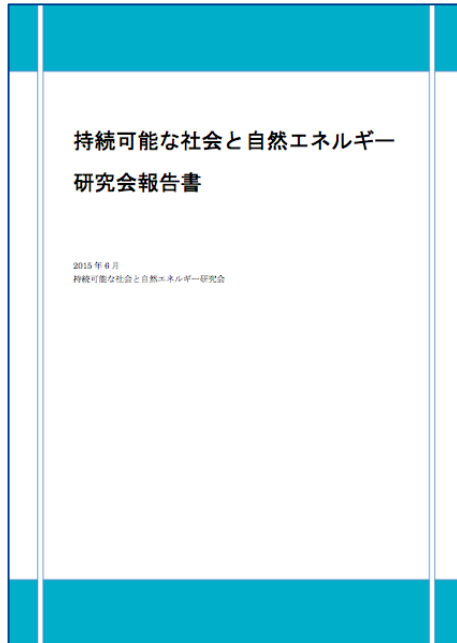 持続可能な社会と自然エネルギー
研究会報告書
2015 年 6 月
持続可能な社会と自然エネルギー研究会